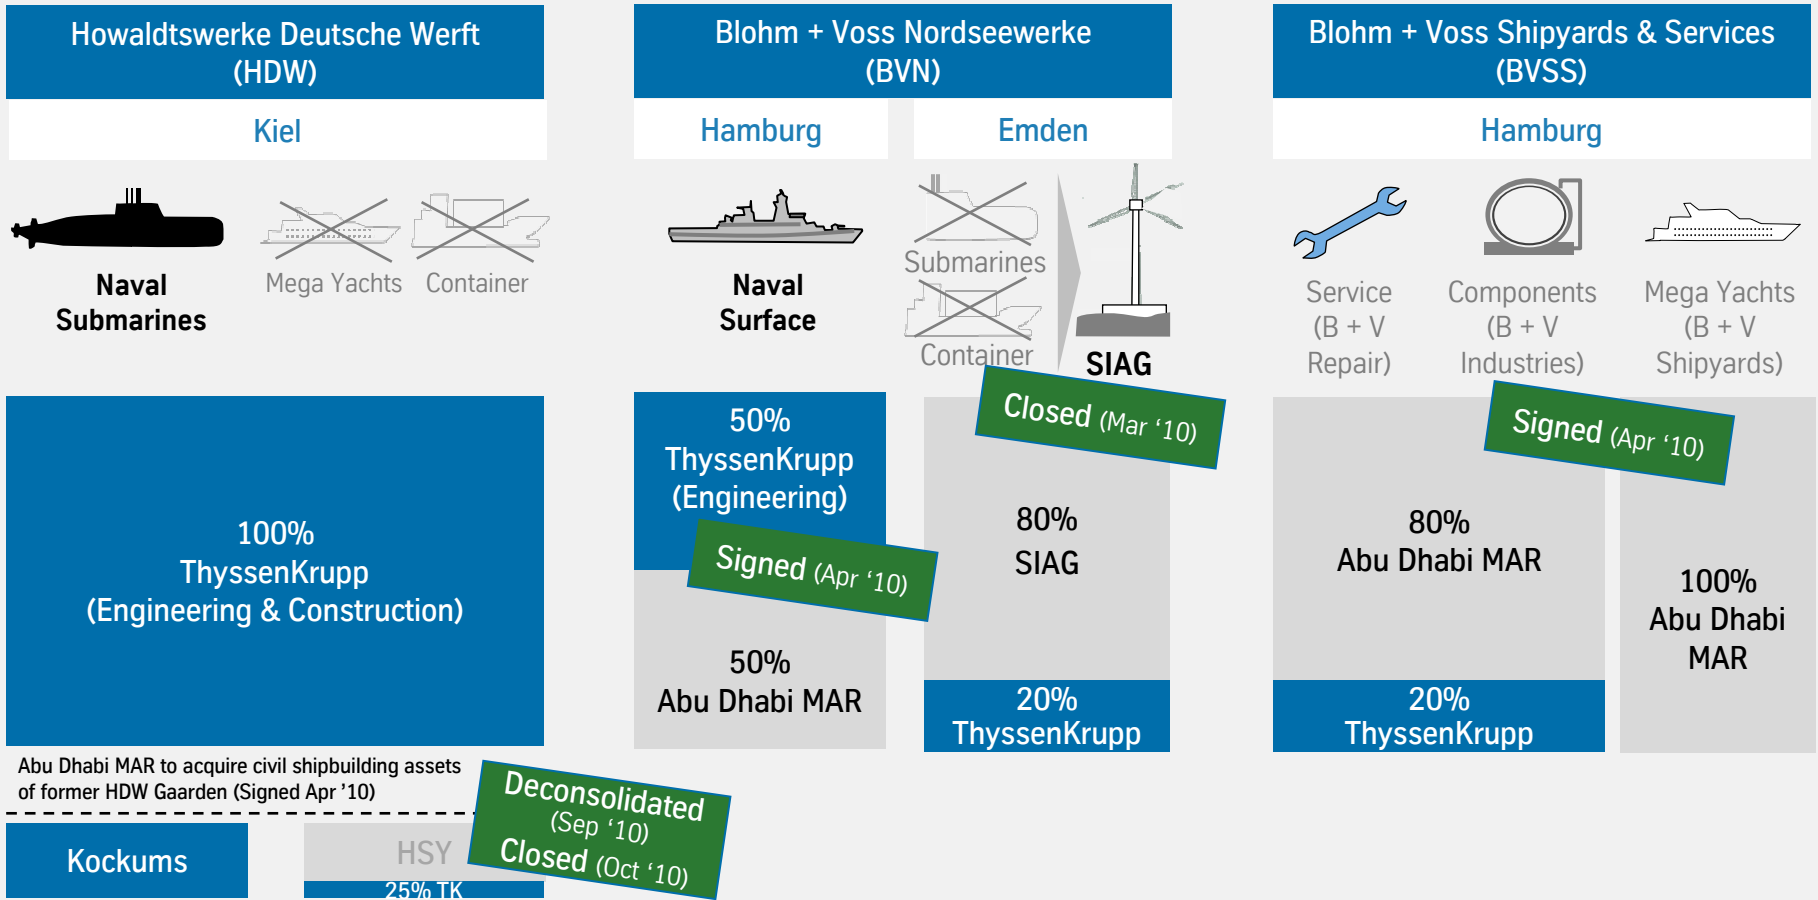 Howaldtswerke Deutsche Werft
(HDW)
Kiel
Naval
Submarines
Mega Yachts
Container
100%
ThyssenKrupp
(Engineering & Construction)
Abu Dhabi MAR to acquire civil shipbuilding assets
of former HDW Gaarden (Signed Apr ’10)
Kockums
HSY
25% TK
Deconsolidated
(Sep ‘10)
Closed (Oct ‘10)
Blohm + Voss Nordseewerke
(BVN)
Hamburg
Naval
Surface
50%
ThyssenKrupp
(Engineering)
Signed (Apr ‘10)
50%
Abu Dhabi MAR
Emden
Submarines
Container
SIAG
Closed (Mar ‘10)
80%
SIAG
20%
ThyssenKrupp
Blohm + Voss Shipyards & Services
(BVSS)
Hamburg
Service
(B + V
Repair)
Components
(B + V
Industries)
Mega Yachts
(B + V
Shipyards)
Signed (Apr ‘10)
80%
Abu Dhabi MAR
20%
ThyssenKrupp
100%
Abu Dhabi
MAR